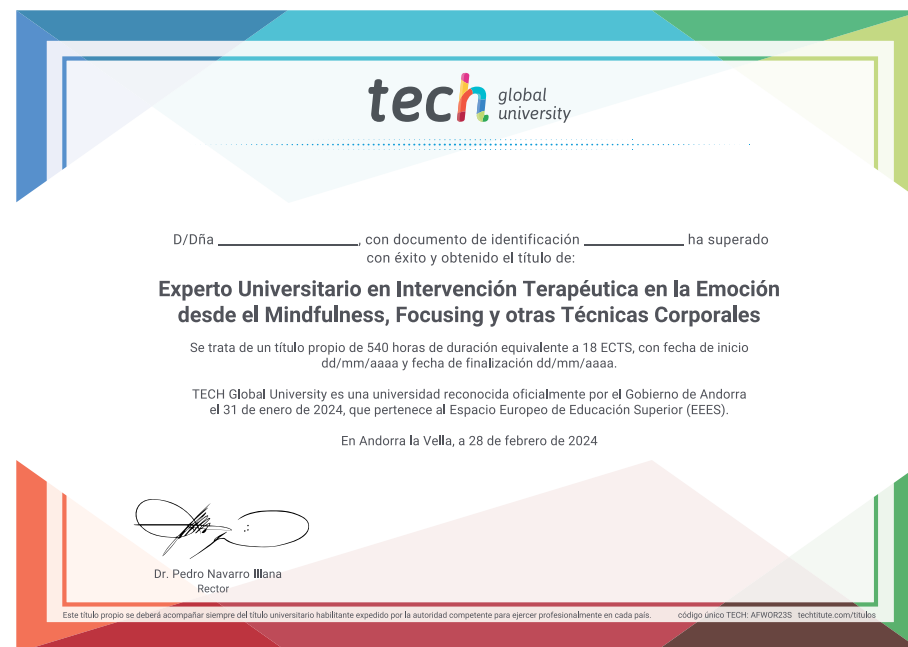 tech global university
D/Dña ____________________, con documento de identificación ______________ ha superado
con éxito y obtenido el título de:
Experto Universitario en Intervención Terapéutica en la Emoción
desde el Mindfulness, Focusing y otras Técnicas Corporales
Se trata de un título propio de 540 horas de duración equivalente a 18 ECTS, con fecha de inicio
dd/mm/aaaa y fecha de finalización dd/mm/aaaa.
TECH Global University es una universidad reconocida oficialmente por el Gobierno de Andorra
el 31 de enero de 2024, que pertenece al Espacio Europeo de Educación Superior (EEES).
En Andorra la Vella, a 28 de febrero de 2024
Dr. Pedro Navarro Illana
Rector
Este título propio se deberá acompañar siempre del título universitario habilitante expedido por la autoridad competente para ejercer profesionalmente en cada país. código único TECH: AFWOR23S techtitute.com/titulos